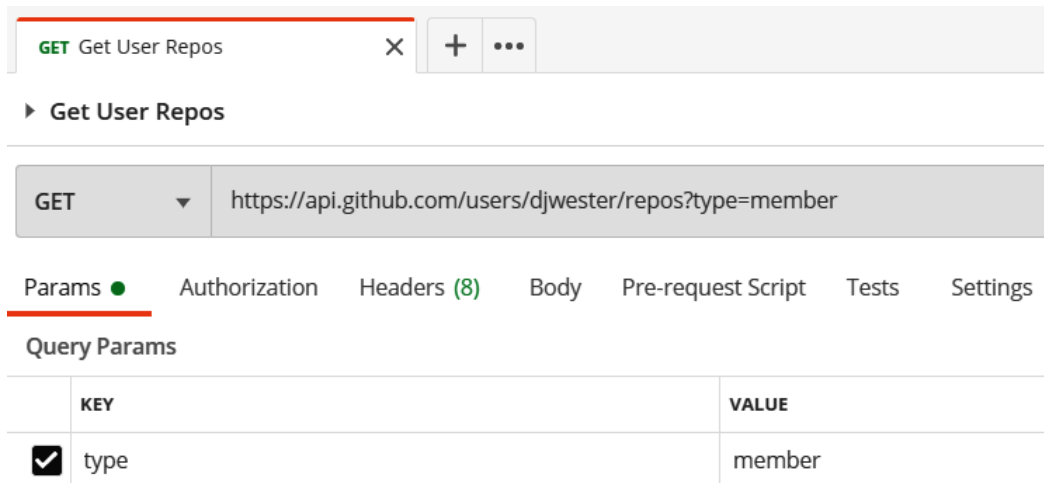 GET Get User Repos
Get User Repos
GET https://api.github.com/users/djwester/repos?type=member
Params Authorization Headers (8) Body Pre-request Script Tests Settings
Query Params
KEY VALUE
type member